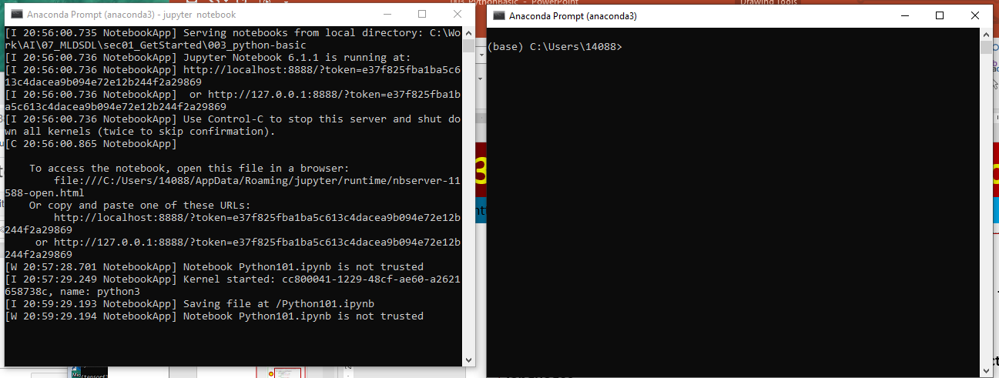 003_PythonBasic - PowerPoint
Drawing Tools
Anaconda Prompt (anaconda3) - jupyter notebook
[I 20:56:00.735 NotebookApp] Serving notebooks from local directory: C:\Wo
rk\AI\07_MLDSDL\sec01_GetStarted\003_python-basic
[I 20:56:00.736 NotebookApp] Jupyter Notebook 6.1.1 is running at:
[I 20:56:00.736 NotebookApp] http://localhost:8888/?token=e37f825fba1ba5c6
13c4dacea9b094e72e12b244f2a29869
[I 20:56:00.736 NotebookApp]  or http://127.0.0.1:8888/?token=e37f825fba1b
a5c613c4dacea9b094e72e12b244f2a29869
[I 20:56:00.736 NotebookApp] Use Control-C to stop this server and shut do
wn all kernels (twice to skip confirmation).
[C 20:56:00.865 NotebookApp]
To access the notebook, open this file in a browser:
file:///C:/Users/14088/AppData/Roaming/jupyter/runtime/nbserver-11
588-open.html
Or copy and paste one of these URLs:
http://localhost:8888/?token=e37f825fba1ba5c613c4dacea9b094e72e12b
244f2a29869
or http://127.0.0.1:8888/?token=e37f825fba1ba5c613c4dacea9b094e72e12b
244f2a29869
[W 20:57:28.701 NotebookApp] Notebook Python101.ipynb is not trusted
[I 20:57:29.249 NotebookApp] Kernel started: cc800041-1229-48cf-ae60-a2621
658738c, name: python3
[I 20:59:29.193 NotebookApp] Saving file at /Python101.ipynb
[W 20:59:29.194 NotebookApp] Notebook Python101.ipynb is not trusted
Anaconda Prompt (anaconda3)
(base) C:\Users\14088>